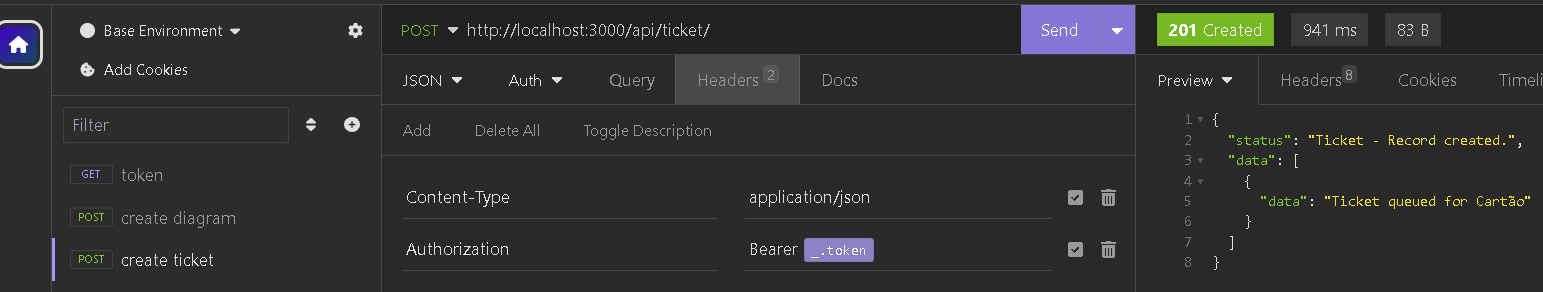 Base Environment
Add Cookies
Filter
GET token
POST create diagram
POST create ticket
POST http://localhost:3000/api/ticket/ Send
JSON Auth Query Headers 2 Docs
Add Delete All Toggle Description
Content-Type application/json
Authorization Bearer _.token
201 Created 941 ms 83 B
Preview Headers 8 Cookies Timeli
1 {
2 "status": "Ticket - Record created.",
3 "data": [
4 {
5 "data": "Ticket queued for Cartão"
6 }
7 ]
8 }